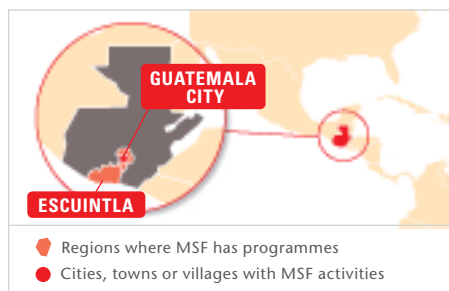 GUATEMALA
CITY
ESCUINTLA
Regions where MSF has programmes
Cities, towns or villages with MSF activities